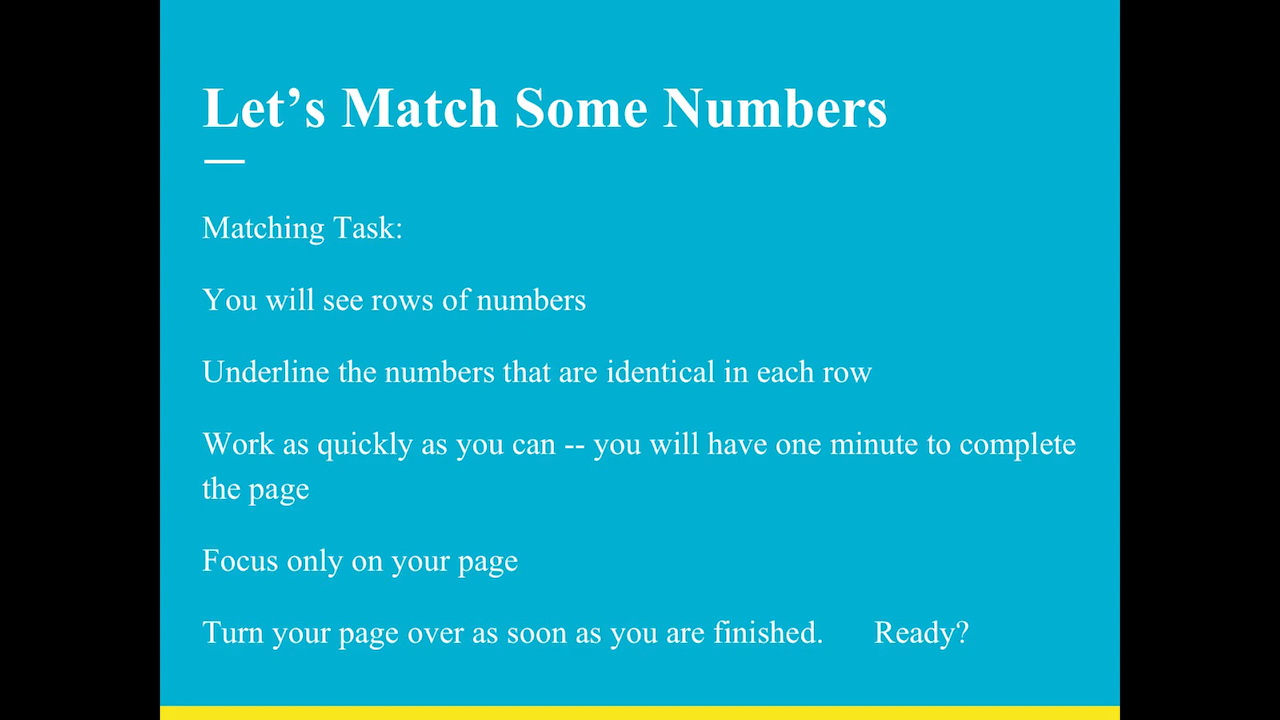 Let’s Match Some Numbers
Matching Task:
You will see rows of numbers
Underline the numbers that are identical in each row
Work as quickly as you can -- you will have one minute to complete
the page
Focus only on your page
Turn your page over as soon as you are finished. Ready?